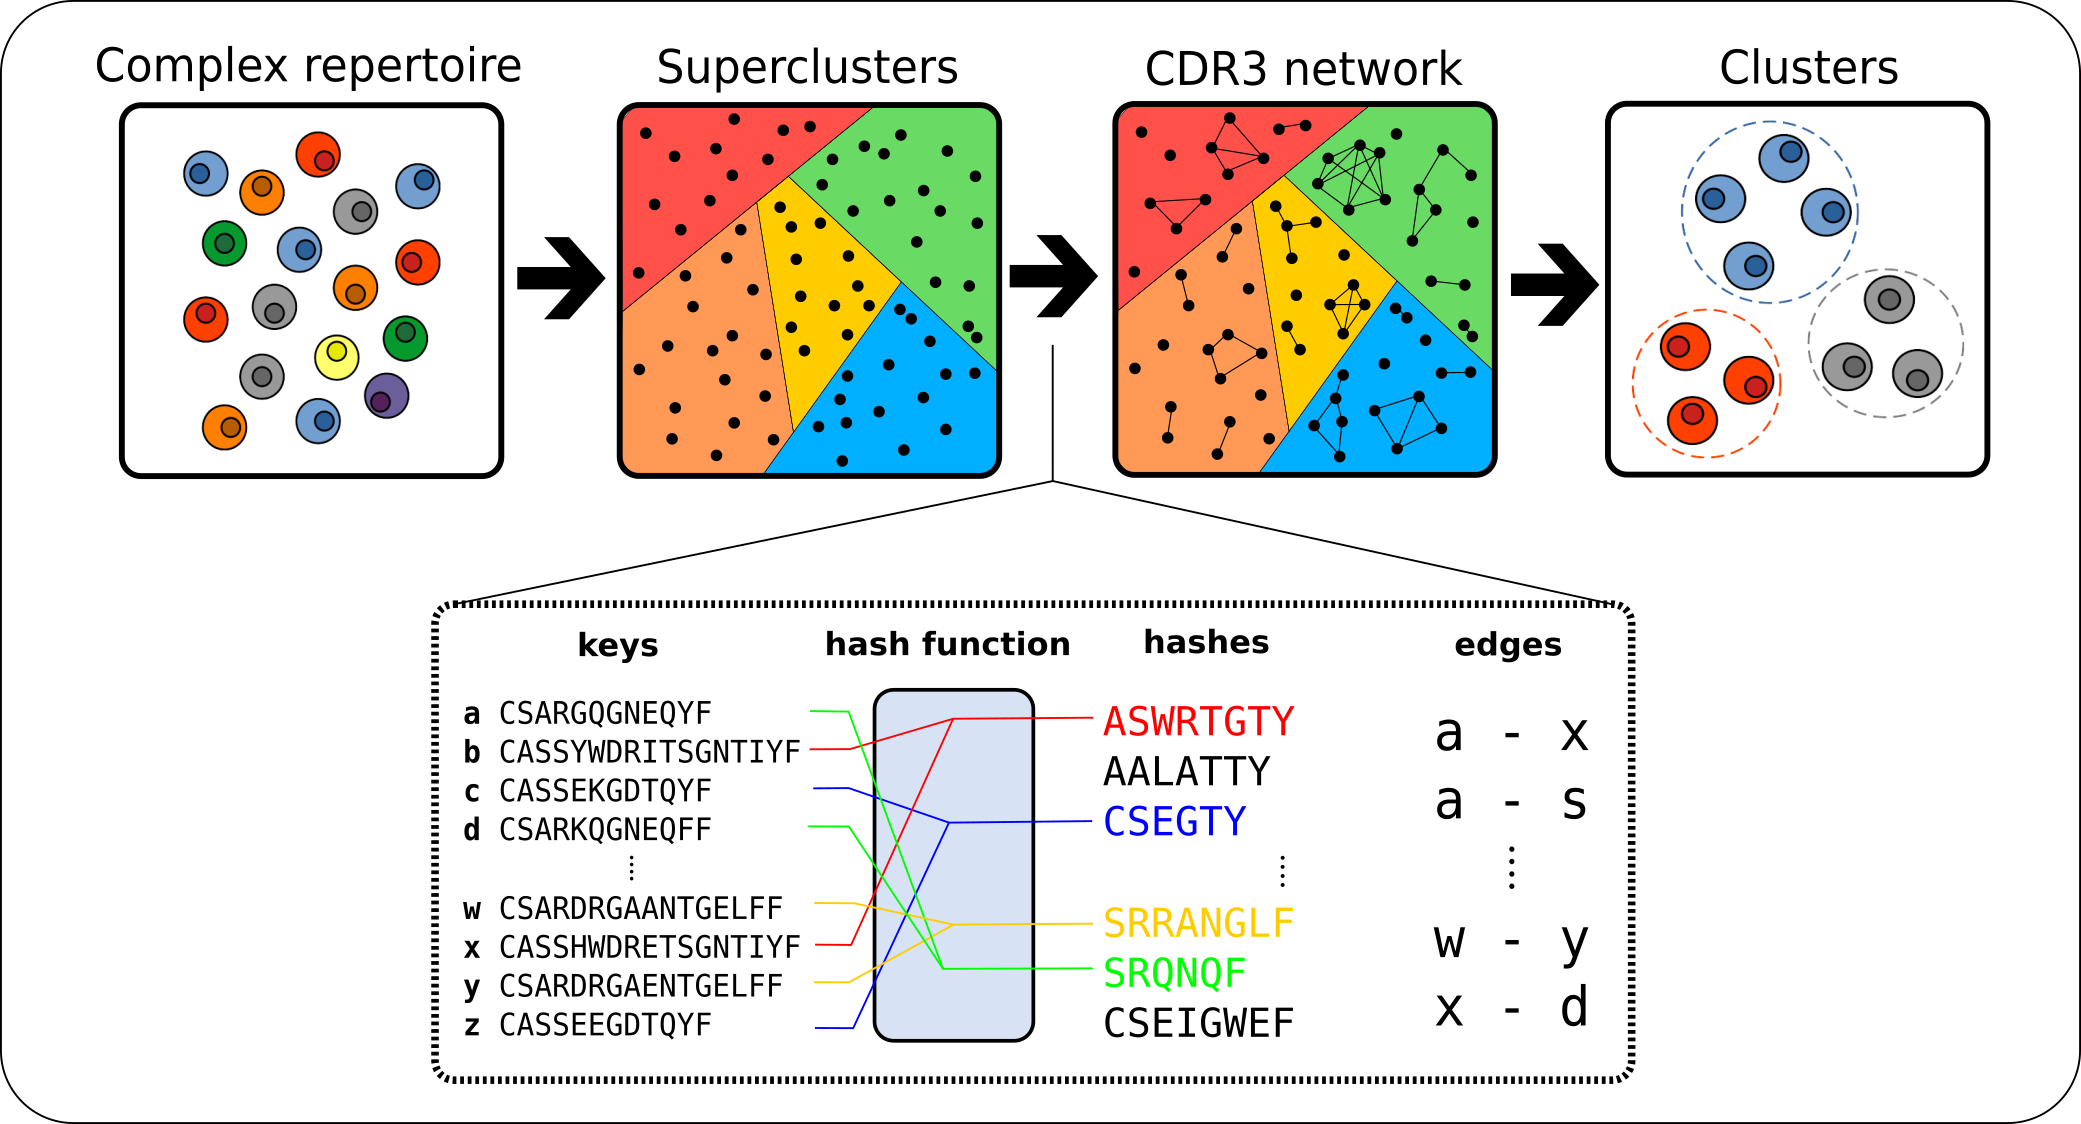 Complex repertoire
Superclusters
CDR3 network
Clusters
keys
hash function
hashes
edges
a CSARGQGNEQYF
b CASSYWDRITSGNTIYF
c CASSEKGDTQYF
d CSARKQGNEQFF
w CSARDRGAANTGELFF
x CASSHWDRETSGNTIYF
y CSARDRGAENTGELFF
z CASSEEGDTQYF
ASWRTGTY
AALATTY
CSEGTY
SRRANGLF
SRQNQF
CSEIGWEF
a - x
a - s
w - y
x - d